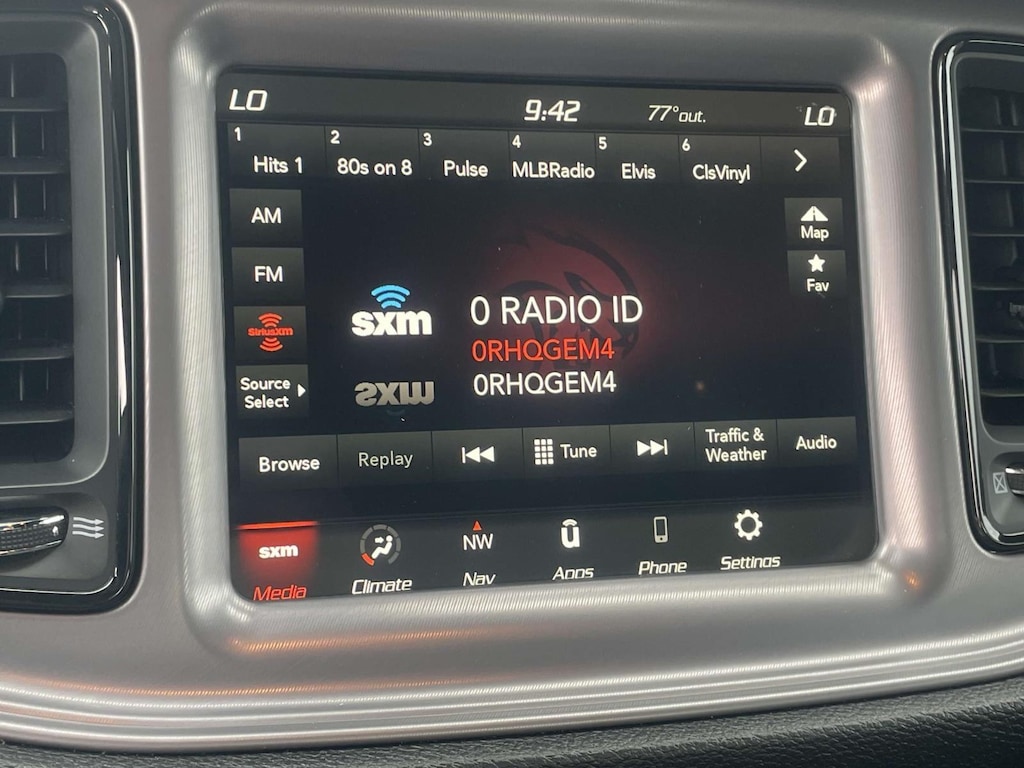 LO 9:42 77°out. LO
1 2 3 4 5 6
Hits 1 80s on 8 Pulse MLBRadio Elvis ClsVinyl
AM
Map
FM
Fav
sxm
0 RADIO ID
SiriusXM
0RHQGEM4
0RHQGEM4
Source
Select
Browse Replay Tune Traffic &
Weather Audio
sxm
NW
Media Climate Nav Apps Phone Settings